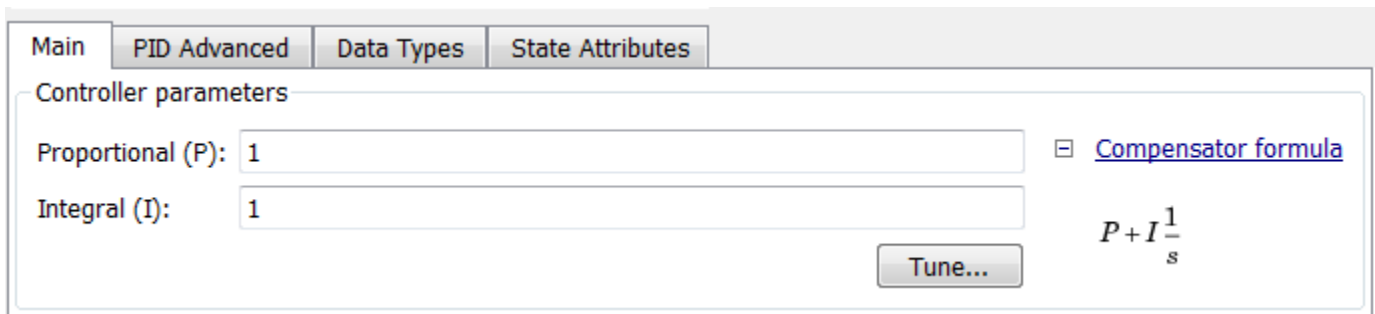 Main PID Advanced Data Types State Attributes
Controller parameters
Proportional (P): 1
Compensator formula
Integral (I): 1
P + I 1/s
Tune...